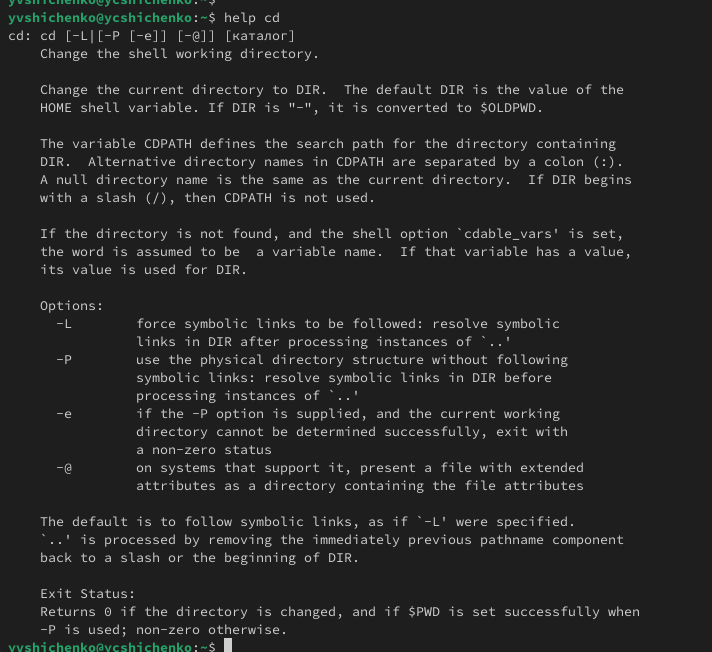 yvshichenko@ycshichenko:~$
yvshichenko@ycshichenko:~$ help cd
cd: cd [-L|[-P [-e]] [-@]] [каталог]
    Change the shell working directory.

    Change the current directory to DIR.  The default DIR is the value of the
    HOME shell variable. If DIR is "-", it is converted to $OLDPWD.

    The variable CDPATH defines the search path for the directory containing
    DIR.  Alternative directory names in CDPATH are separated by a colon (:).
    A null directory name is the same as the current directory.  If DIR begins
    with a slash (/), then CDPATH is not used.

    If the directory is not found, and the shell option `cdable_vars' is set,
    the word is assumed to be  a variable name.  If that variable has a value,
    its value is used for DIR.

    Options:
      -L        force symbolic links to be followed: resolve symbolic
                links in DIR after processing instances of `..'
      -P        use the physical directory structure without following
                symbolic links: resolve symbolic links in DIR before
                processing instances of `..'
      -e        if the -P option is supplied, and the current working
                directory cannot be determined successfully, exit with
                a non-zero status
      -@        on systems that support it, present a file with extended
                attributes as a directory containing the file attributes

    The default is to follow symbolic links, as if `-L' were specified.
    `..' is processed by removing the immediately previous pathname component
    back to a slash or the beginning of DIR.

    Exit Status:
    Returns 0 if the directory is changed, and if $PWD is set successfully when
    -P is used; non-zero otherwise.
yvshichenko@ycshichenko:~$